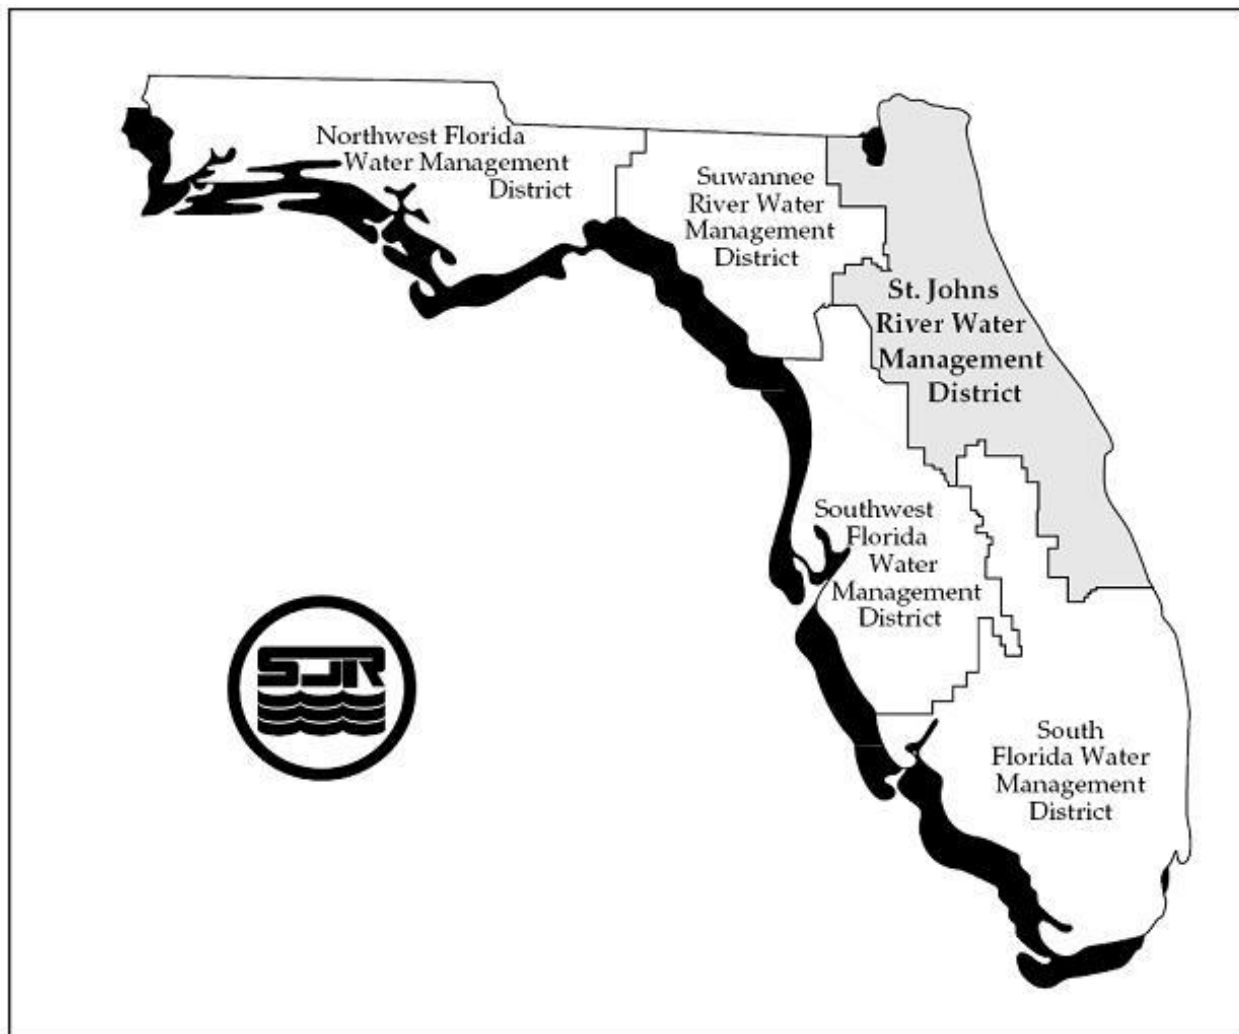 Northwest Florida
Water Management
District
Suwannee
River Water
Management
District
St. Johns
River Water
Management
District
Southwest
Florida
Water
Management
District
SJR
South
Florida Water
Management
District